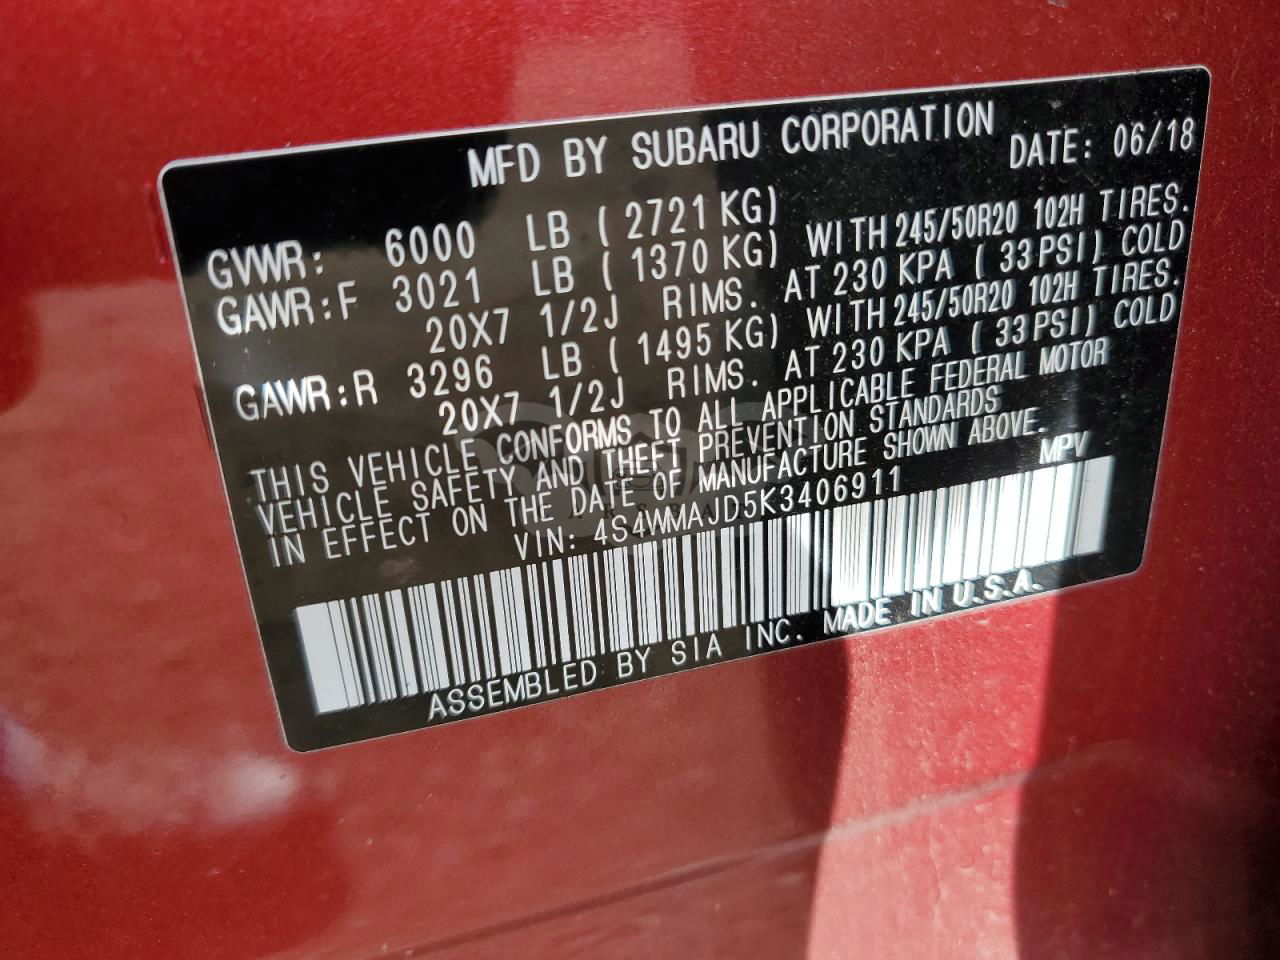 MFD BY SUBARU CORPORATION
DATE: 06/18
GVWR: 6000 LB ( 2721 KG)
GAWR:F 3021 LB ( 1370 KG) WITH 245/50R20 102H TIRES.
20X7 1/2J RIMS. AT 230 KPA ( 33PSI) COLD
GAWR:R 3296 LB ( 1495 KG) WITH 245/50R20 102H TIRES.
20X7 1/2J RIMS. AT 230 KPA ( 33PSI) COLD
THIS VEHICLE CONFORMS TO ALL APPLICABLE FEDERAL MOTOR
VEHICLE SAFETY AND THEFT PREVENTION STANDARDS
IN EFFECT ON THE DATE OF MANUFACTURE SHOWN ABOVE.
VIN: 4S4WMAJD5K3406911 MPV
ASSEMBLED BY SIA INC. MADE IN U.S.A.